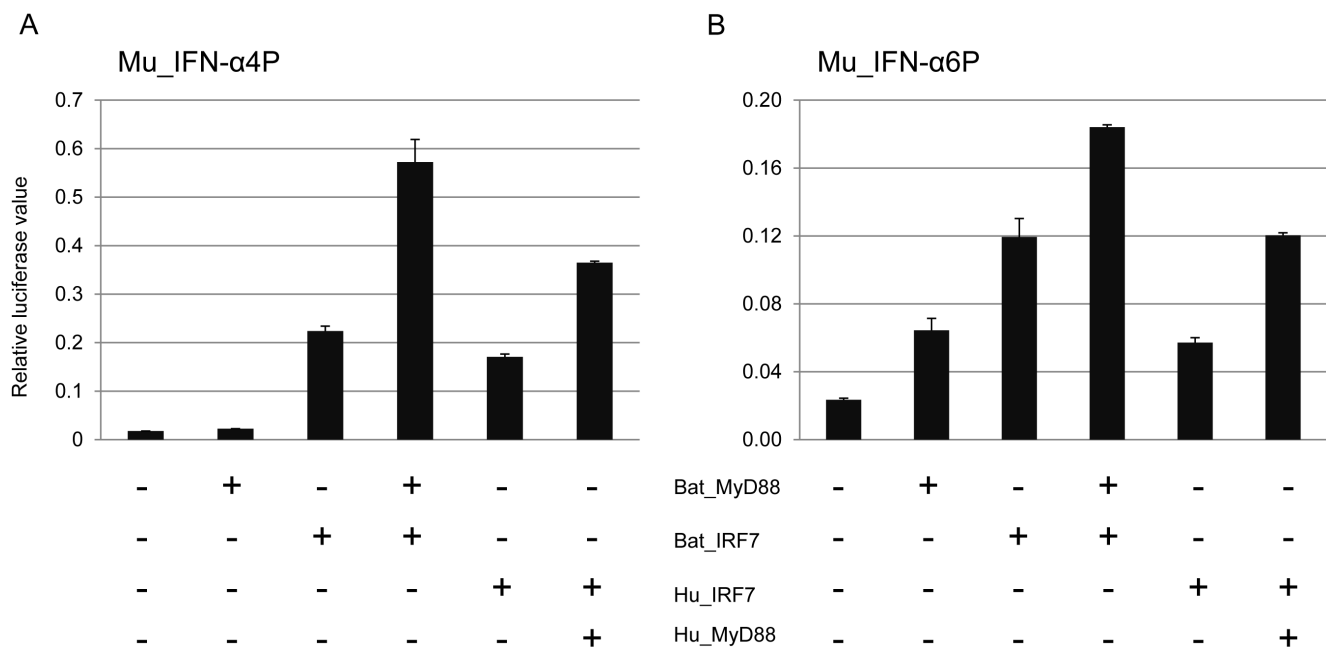 A
B
Mu_IFN-α4P
Mu_IFN-α6P
Relative luciferase value
0.7
0.6
0.5
0.4
0.3
0.2
0.1
0
0.20
0.16
0.12
0.08
0.04
0.00
- + - + - - Bat_MyD88 - + - + - -
- - + + - - Bat_IRF7 - - + + - -
- - - - + + Hu_IRF7 - - - - + +
- - - - - + Hu_MyD88 - - - - - +